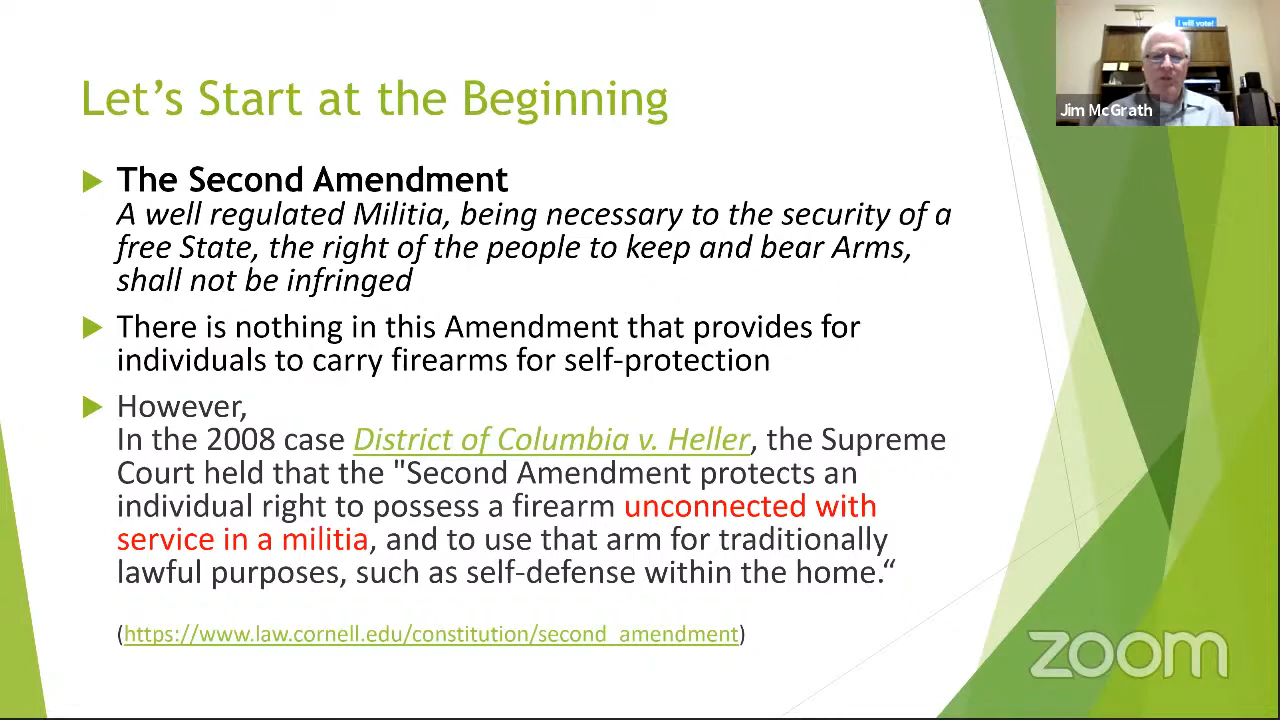 I will vote!
Jim McGrath
Let’s Start at the Beginning
The Second Amendment
A well regulated Militia, being necessary to the security of a
free State, the right of the people to keep and bear Arms,
shall not be infringed
There is nothing in this Amendment that provides for
individuals to carry firearms for self-protection
However,
In the 2008 case District of Columbia v. Heller, the Supreme
Court held that the "Second Amendment protects an
individual right to possess a firearm unconnected with
service in a militia, and to use that arm for traditionally
lawful purposes, such as self-defense within the home.“
(https://www.law.cornell.edu/constitution/second_amendment)
zoom